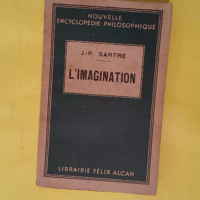 NOUVELLE
ENCYCLOPÉDIE PHILOSOPHIQUE
J.-P. SARTRE
L'IMAGINATION
LIBRAIRIE FÉLIX ALCAN